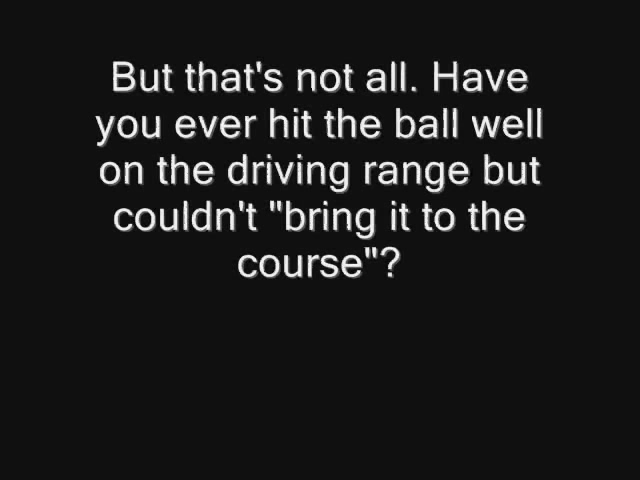 But that's not all. Have
you ever hit the ball well
on the driving range but
couldn't "bring it to the
course"?